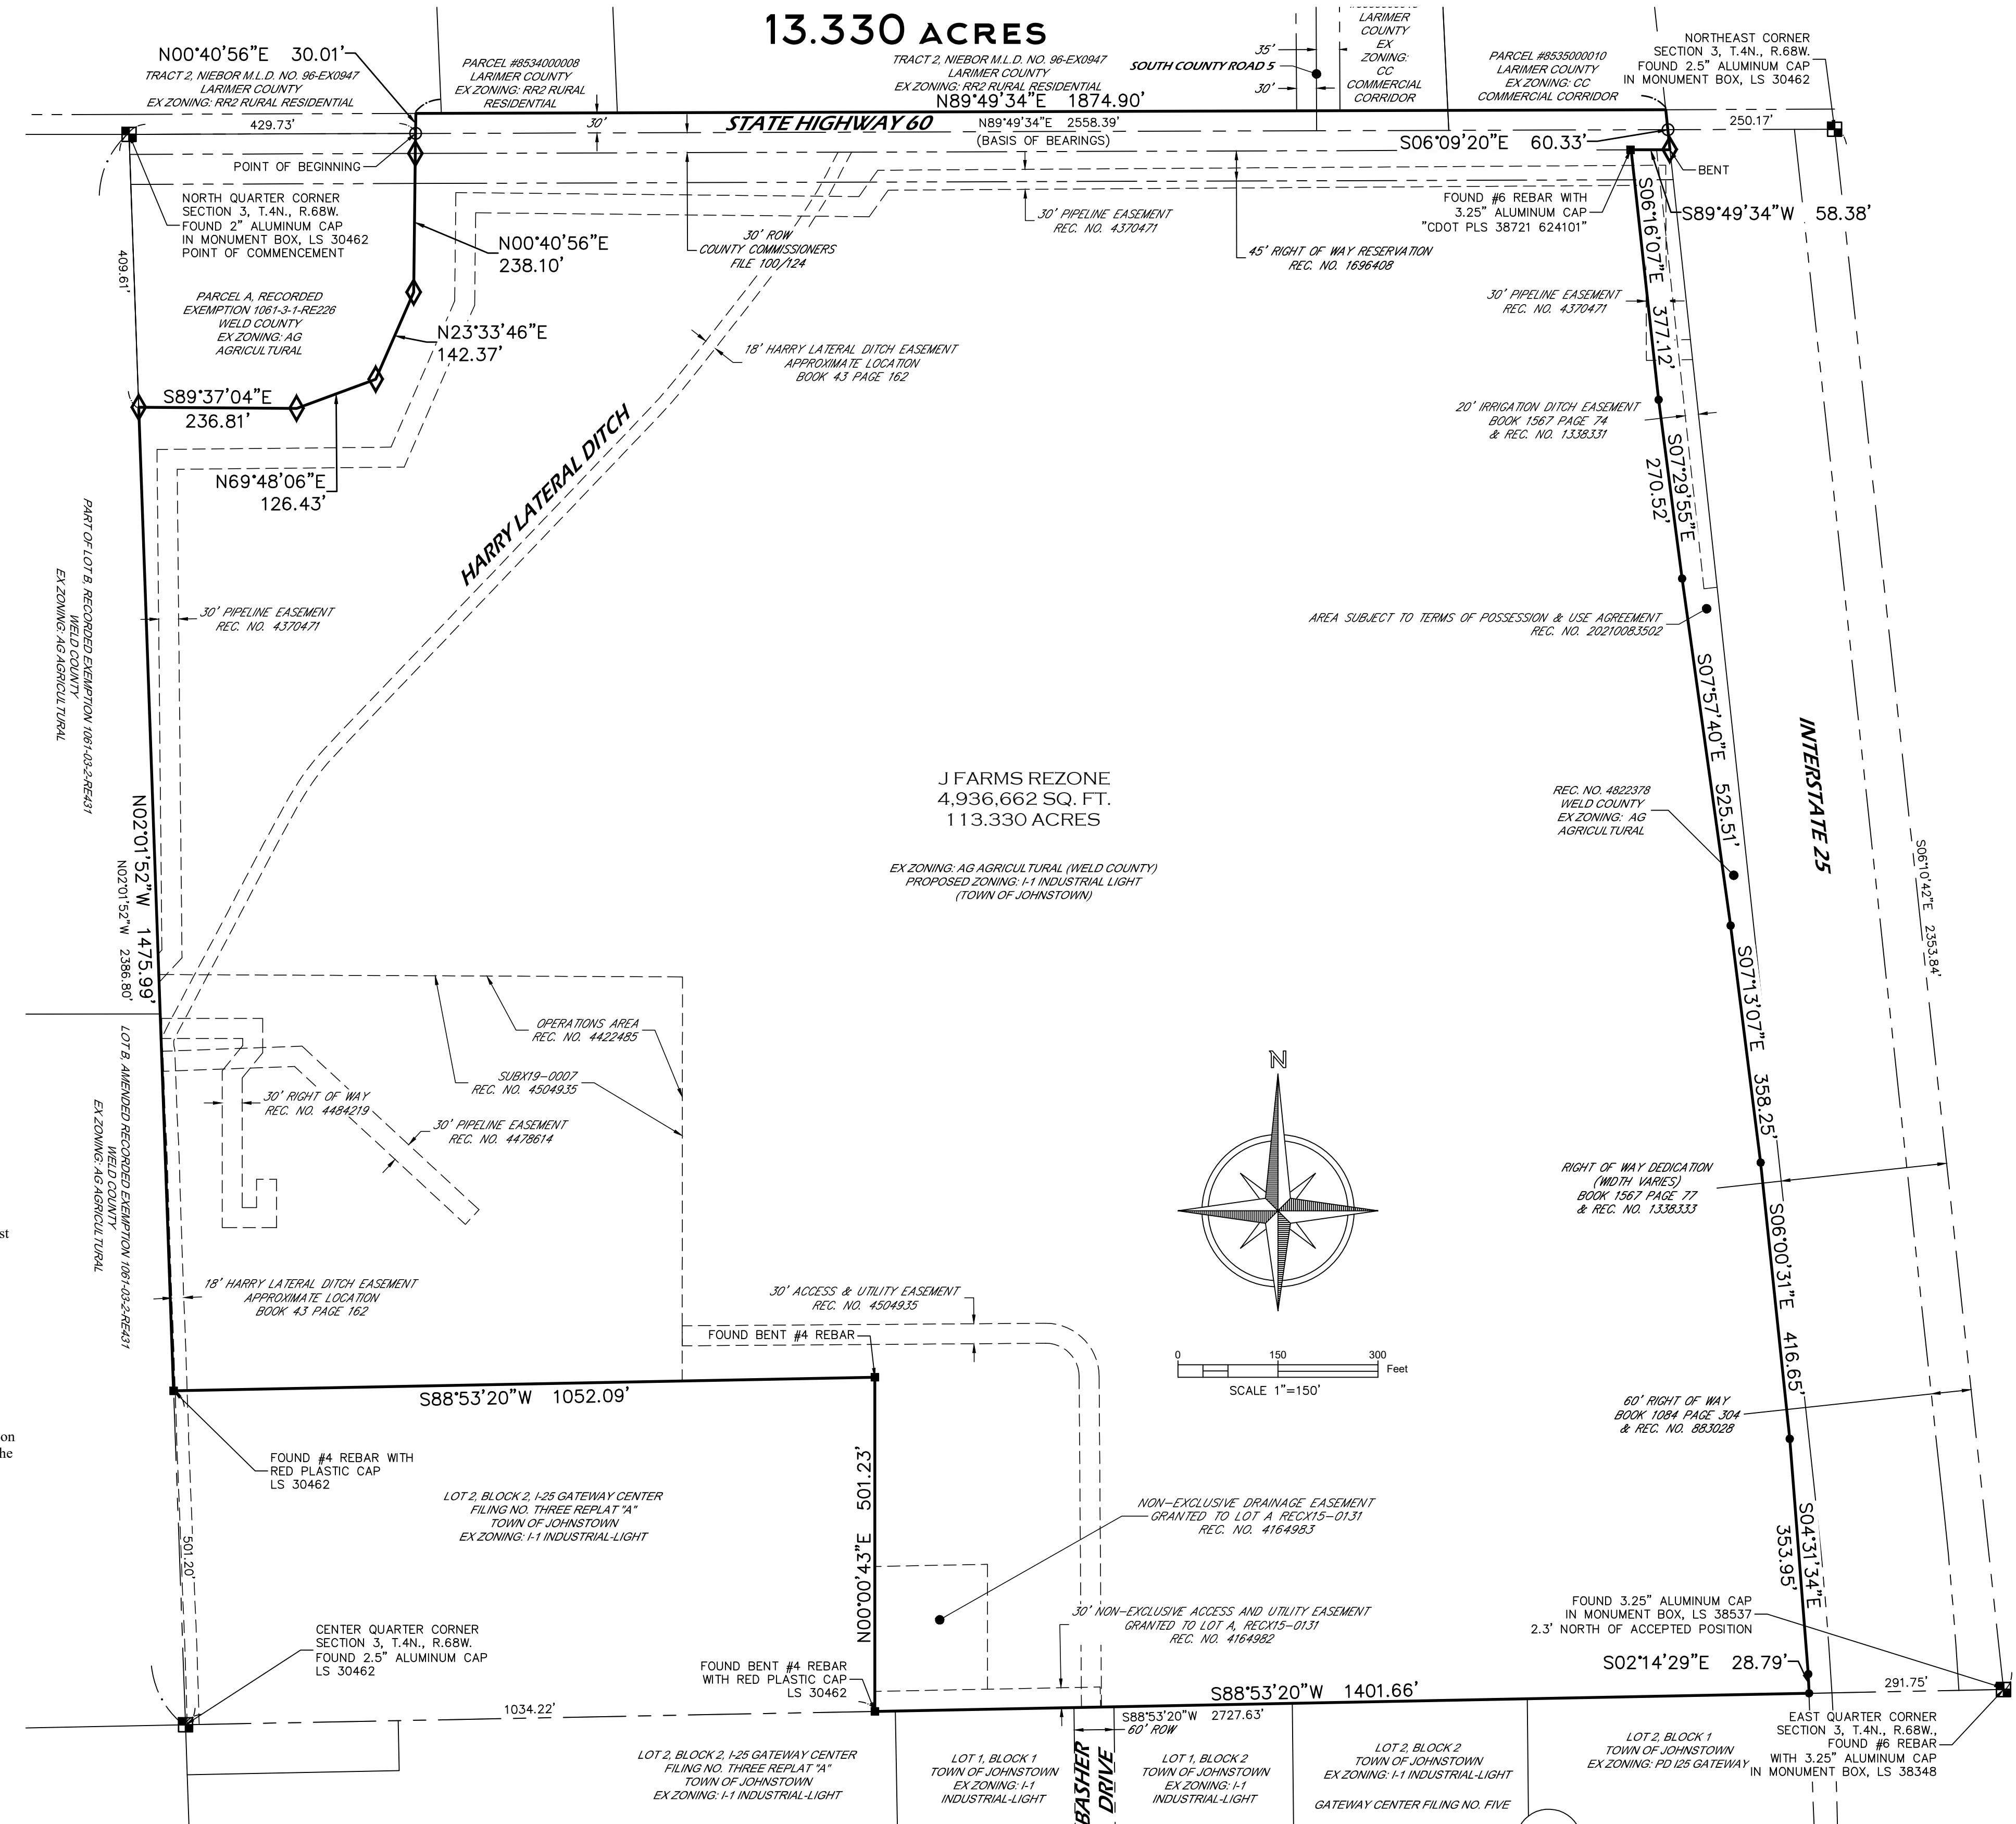 13.330 ACRES
N00°40'56"E 30.01'
TRACT 2, NIEBOR M.L.D. NO. 96-EX0947
LARIMER COUNTY
EX ZONING: RR2 RURAL RESIDENTIAL
PARCEL #8534000008
LARIMER COUNTY
EX ZONING: RR2 RURAL
RESIDENTIAL
TRACT 2, NIEBOR M.L.D. NO. 96-EX0947
LARIMER COUNTY
EX ZONING: RR2 RURAL RESIDENTIAL
N89°49'34"E 1874.90'
35'
SOUTH COUNTY ROAD 5
30'
LARIMER
COUNTY
EX
ZONING:
CC
COMMERCIAL
CORRIDOR
PARCEL #8535000010
LARIMER COUNTY
EX ZONING: CC
COMMERCIAL CORRIDOR
NORTHEAST CORNER
SECTION 3, T.4N., R.68W.
FOUND 2.5" ALUMINUM CAP
IN MONUMENT BOX, LS 30462
429.73'
30'
STATE HIGHWAY 60
N89°49'34"E 2558.39'
(BASIS OF BEARINGS)
S06°09'20"E 60.33'
250.17'
POINT OF BEGINNING
BENT
NORTH QUARTER CORNER
SECTION 3, T.4N., R.68W.
FOUND 2" ALUMINUM CAP
IN MONUMENT BOX, LS 30462
POINT OF COMMENCEMENT
409.61'
N00°40'56"E
238.10'
30' ROW
COUNTY COMMISSIONERS
FILE 100/124
30' PIPELINE EASEMENT
REC. NO. 4370471
45' RIGHT OF WAY RESERVATION
REC. NO. 1696408
FOUND #6 REBAR WITH
3.25" ALUMINUM CAP
"CDOT PLS 38721 624101"
S89°49'34"W 58.38'
S06°16'07"E 377.12'
PARCEL A, RECORDED
EXEMPTION 1061-3-1-RE226
WELD COUNTY
EX ZONING: AG
AGRICULTURAL
N23°33'46"E
142.37'
18' HARRY LATERAL DITCH EASEMENT
APPROXIMATE LOCATION
BOOK 43 PAGE 162
30' PIPELINE EASEMENT
REC. NO. 4370471
S89°37'04"E
236.81'
20' IRRIGATION DITCH EASEMENT
BOOK 1567 PAGE 74
& REC. NO. 1338331
HARRY LATERAL DITCH
N69°48'06"E
126.43'
S07°29'55"E
270.52'
PART OF LOT B, RECORDED EXEMPTION 1061-03-2-RE431
WELD COUNTY
EX ZONING: AG AGRICULTURAL
30' PIPELINE EASEMENT
REC. NO. 4370471
AREA SUBJECT TO TERMS OF POSSESSION & USE AGREEMENT
REC. NO. 20210083502
S07°57'40"E 525.51'
INTERSTATE 25
J FARMS REZONE
4,936,662 SQ. FT.
113.330 ACRES
REC. NO. 4822378
WELD COUNTY
EX ZONING: AG
AGRICULTURAL
EX ZONING: AG AGRICULTURAL (WELD COUNTY)
PROPOSED ZONING: I-1 INDUSTRIAL LIGHT
(TOWN OF JOHNSTOWN)
N02°01'52"W 1475.99'
N02°01'52"W 2386.80'
S06°10'42"E 2353.84'
S07°13'07"E 358.25'
OPERATIONS AREA
REC. NO. 4422485
SUBX19-0007
REC. NO. 4504935
30' RIGHT OF WAY
REC. NO. 4484219
30' PIPELINE EASEMENT
REC. NO. 4478614
LOT B, AMENDED RECORDED EXEMPTION 1061-03-2-RE431
WELD COUNTY
EX ZONING: AG AGRICULTURAL
N
RIGHT OF WAY DEDICATION
(WIDTH VARIES)
BOOK 1567 PAGE 77
& REC. NO. 1338333
S06°00'31"E 416.65'
st
18' HARRY LATERAL DITCH EASEMENT
APPROXIMATE LOCATION
BOOK 43 PAGE 162
30' ACCESS & UTILITY EASEMENT
REC. NO. 4504935
FOUND BENT #4 REBAR
0 150 300
Feet
SCALE 1"=150'
S88°53'20"W 1052.09'
60' RIGHT OF WAY
BOOK 1084 PAGE 304
& REC. NO. 883028
on
he
FOUND #4 REBAR WITH
RED PLASTIC CAP
LS 30462
N00°00'43"E 501.23'
LOT 2, BLOCK 2, I-25 GATEWAY CENTER
FILING NO. THREE REPLAT "A"
TOWN OF JOHNSTOWN
EX ZONING: I-1 INDUSTRIAL-LIGHT
NON-EXCLUSIVE DRAINAGE EASEMENT
GRANTED TO LOT A RECX15-0131
REC. NO. 4164983
S04°31'34"E
353.95'
501.20'
30' NON-EXCLUSIVE ACCESS AND UTILITY EASEMENT
GRANTED TO LOT A, RECX15-0131
REC. NO. 4164982
FOUND 3.25" ALUMINUM CAP
IN MONUMENT BOX, LS 38537
2.3' NORTH OF ACCEPTED POSITION
CENTER QUARTER CORNER
SECTION 3, T.4N., R.68W.
FOUND 2.5" ALUMINUM CAP
LS 30462
FOUND BENT #4 REBAR
WITH RED PLASTIC CAP
LS 30462
S02°14'29"E 28.79'
1034.22'
S88°53'20"W 1401.66'
291.75'
S88°53'20"W 2727.63'
60' ROW
EAST QUARTER CORNER
SECTION 3, T.4N., R.68W.,
FOUND #6 REBAR
WITH 3.25" ALUMINUM CAP
IN MONUMENT BOX, LS 38348
LOT 2, BLOCK 2, I-25 GATEWAY CENTER
FILING NO. THREE REPLAT "A"
TOWN OF JOHNSTOWN
EX ZONING: I-1 INDUSTRIAL-LIGHT
LOT 1, BLOCK 1
TOWN OF JOHNSTOWN
EX ZONING: I-1
INDUSTRIAL-LIGHT
BASHER
DRIVE
LOT 1, BLOCK 2
TOWN OF JOHNSTOWN
EX ZONING: I-1
INDUSTRIAL-LIGHT
LOT 2, BLOCK 2
TOWN OF JOHNSTOWN
EX ZONING: I-1 INDUSTRIAL-LIGHT
GATEWAY CENTER FILING NO. FIVE
LOT 2, BLOCK 1
TOWN OF JOHNSTOWN
EX ZONING: PD I25 GATEWAY